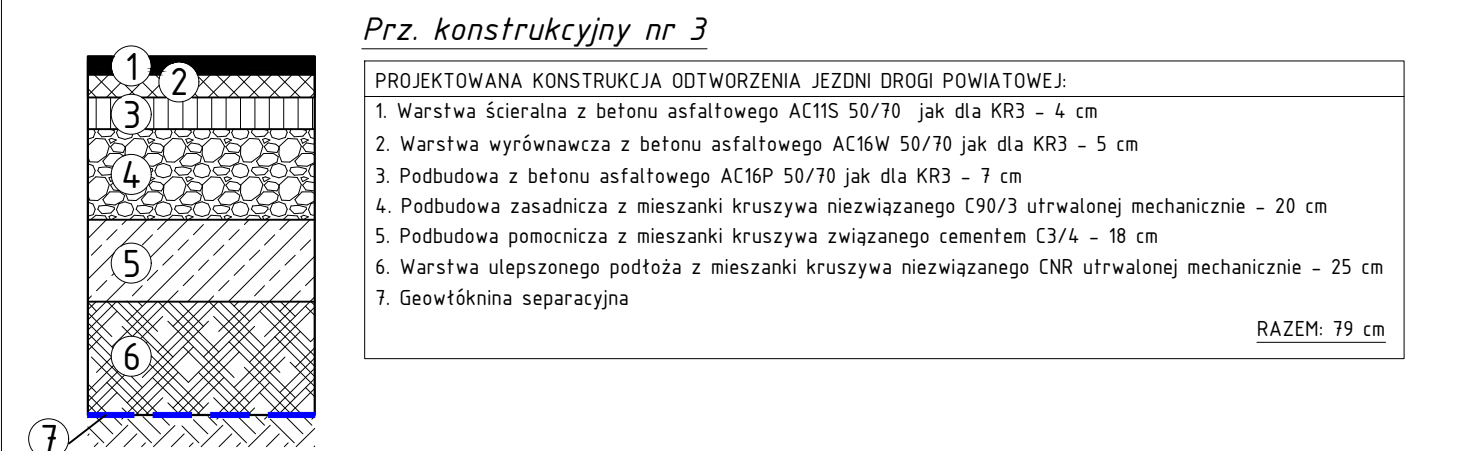 Prz. konstrukcyjny nr 3
PROJEKTOWANA KONSTRUKCJA ODTWORZENIA JEZDNI DROGI POWIATOWEJ:
1. Warstwa ścieralna z betonu asfaltowego AC11S 50/70 jak dla KR3 - 4 cm
2. Warstwa wyrównawcza z betonu asfaltowego AC16W 50/70 jak dla KR3 - 5 cm
3. Podbudowa z betonu asfaltowego AC16P 50/70 jak dla KR3 - 7 cm
4. Podbudowa zasadnicza z mieszanki kruszywa niezwiązanego C90/3 utrwalonej mechanicznie - 20 cm
5. Podbudowa pomocnicza z mieszanki kruszywa związanego cementem C3/4 - 18 cm
6. Warstwa ulepszonego podłoża z mieszanki kruszywa niezwiązanego CNR utrwalonej mechanicznie - 25 cm
7. Geowłóknina separacyjna
RAZEM: 79 cm
1
2
3
4
5
6
7